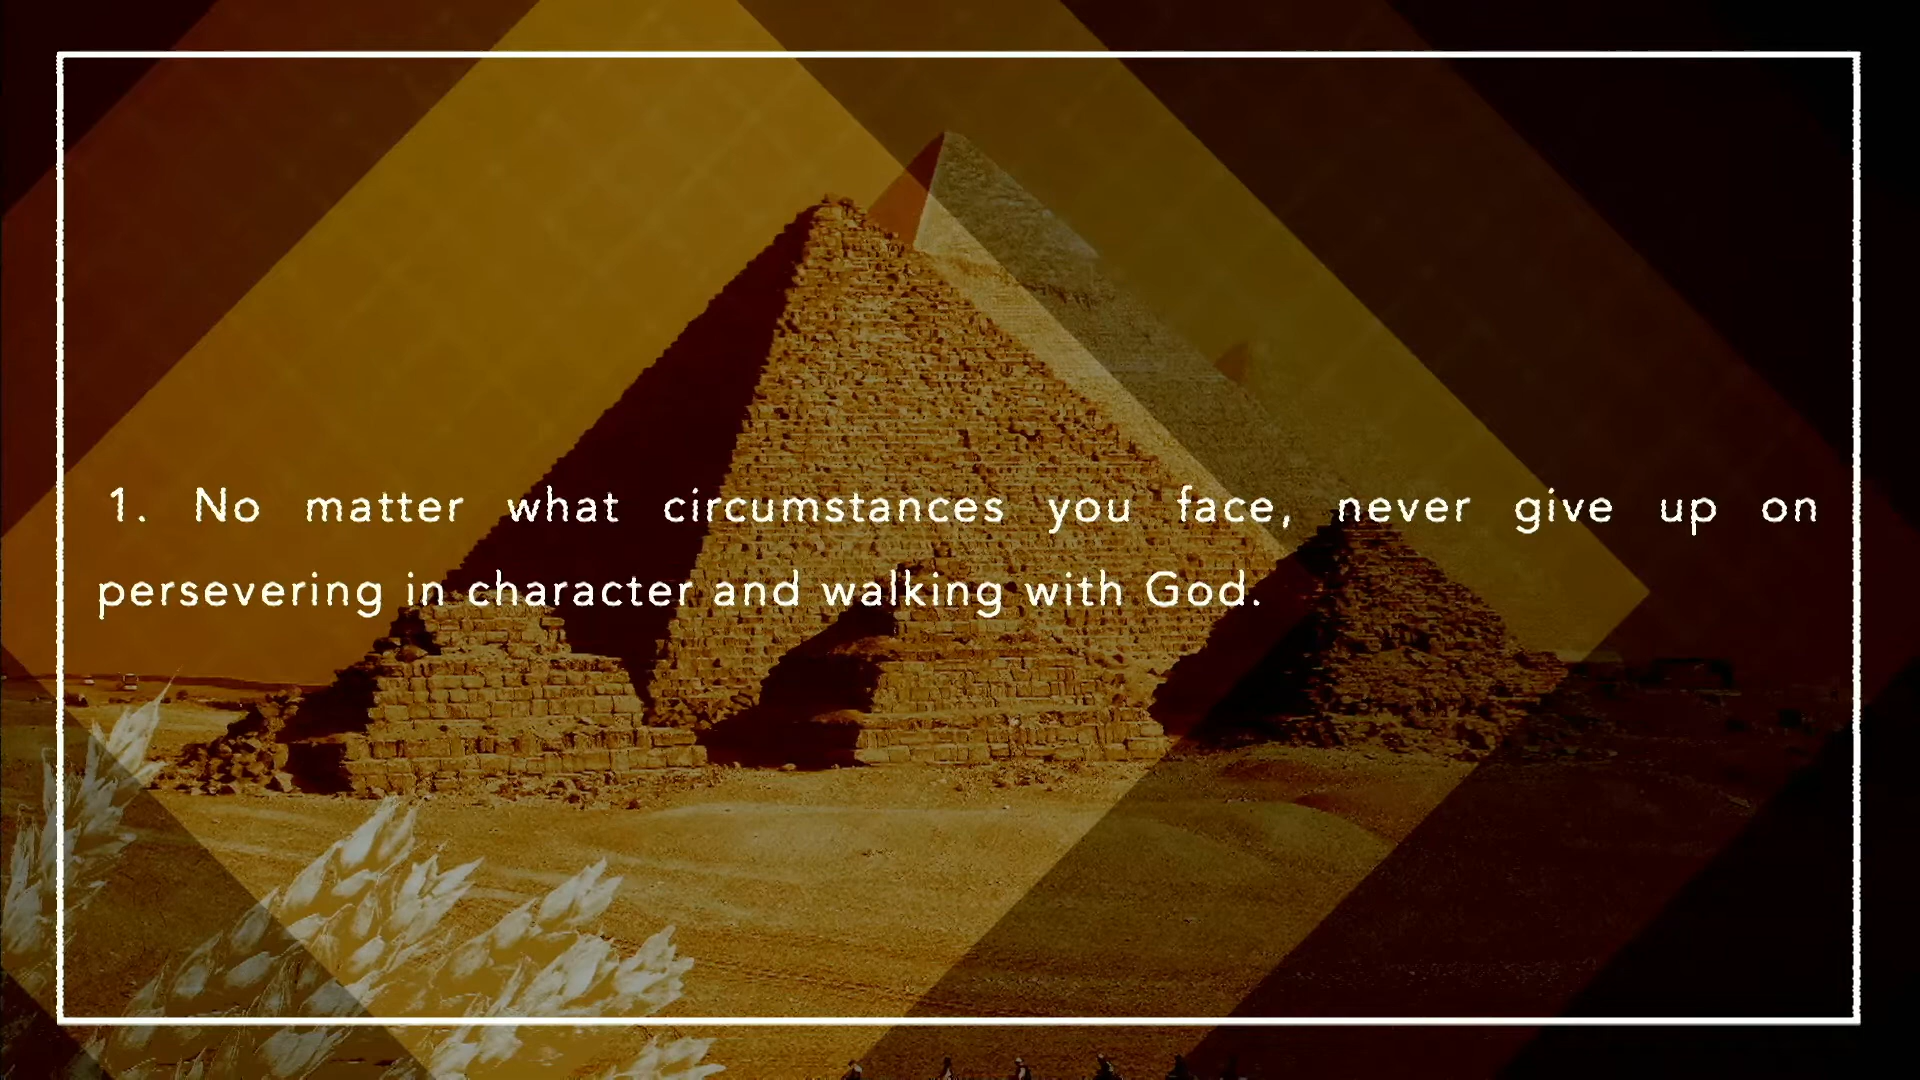 1. No matter what circumstances you face, never give up on
persevering in character and walking with God.